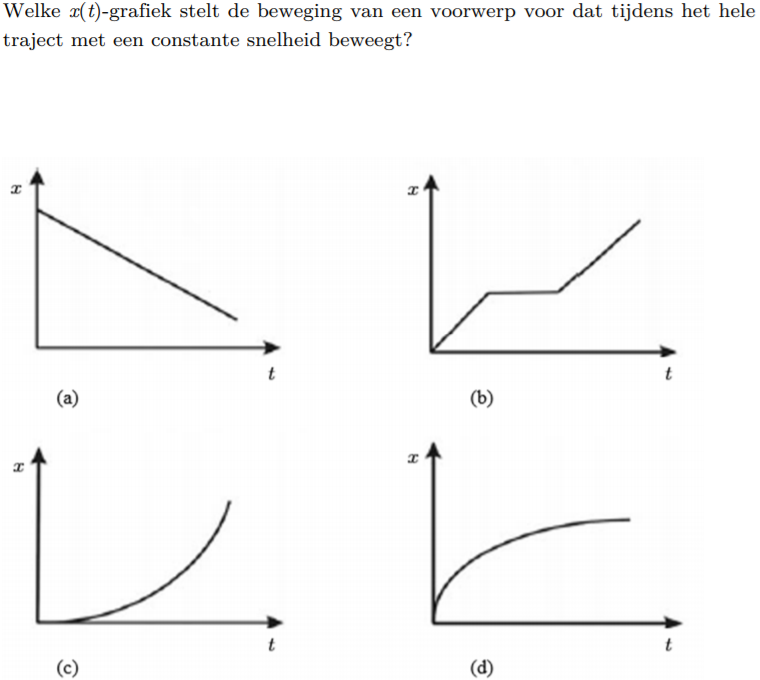 Welke x(t)-grafiek stelt de beweging van een voorwerp voor dat tijdens het hele
traject met een constante snelheid beweegt?
x
t
(a)
x
t
(b)
x
t
(c)
x
t
(d)